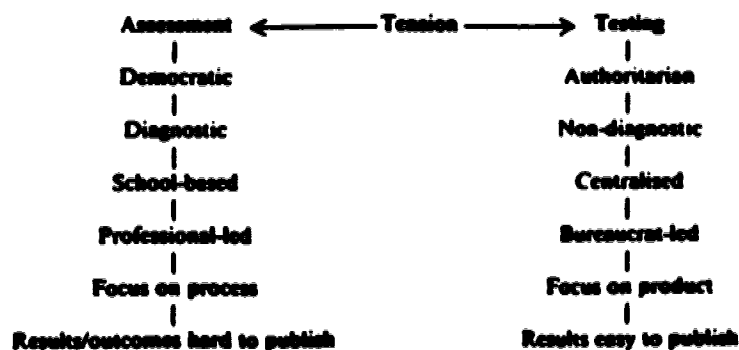 Assessment Tension Testing
Democratic Authoritarian
Diagnostic Non-diagnostic
School-based Centralised
Professional-led Bureaucrat-led
Focus on process Focus on product
Results/outcomes hard to publish Results easy to publish